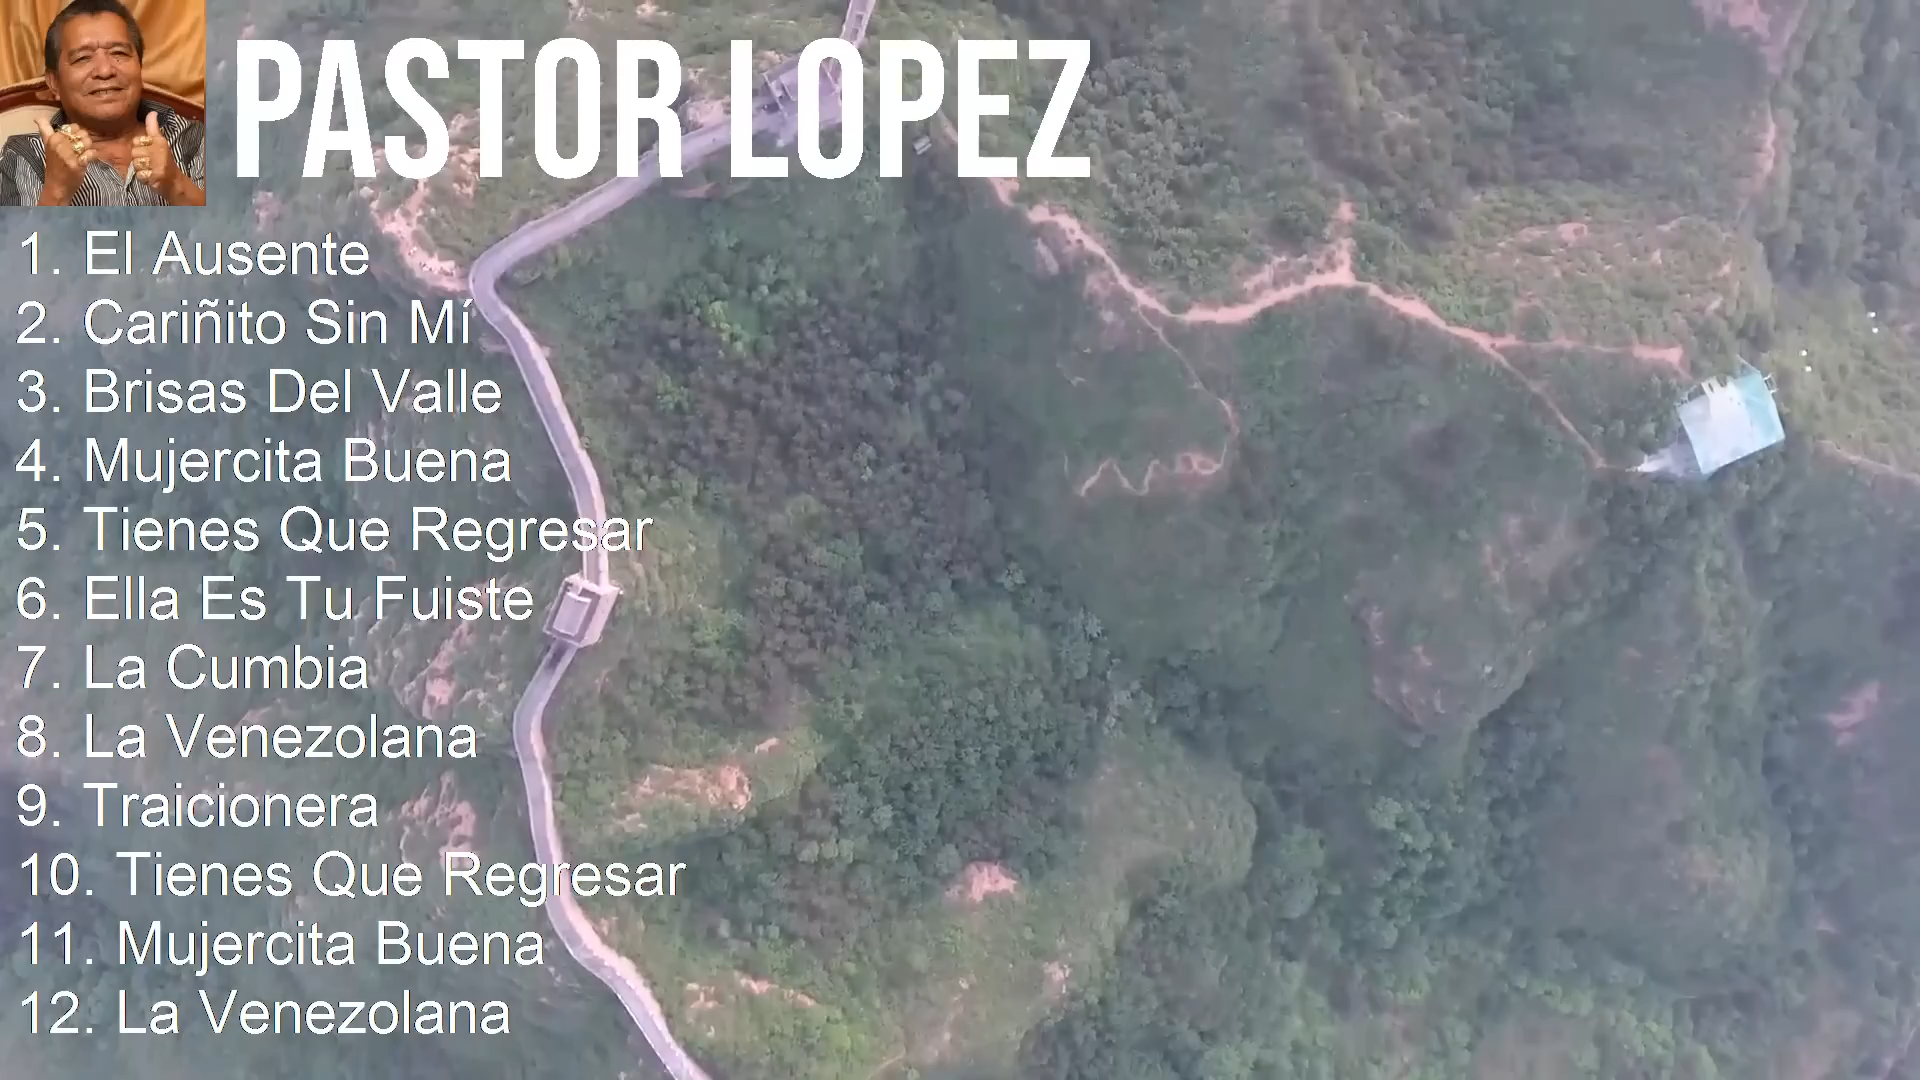 PASTOR LOPEZ
1. El Ausente
2. Cariñito Sin Mí
3. Brisas Del Valle
4. Mujercita Buena
5. Tienes Que Regresar
6. Ella Es Tu Fuiste
7. La Cumbia
8. La Venezolana
9. Traicionera
10. Tienes Que Regresar
11. Mujercita Buena
12. La Venezolana